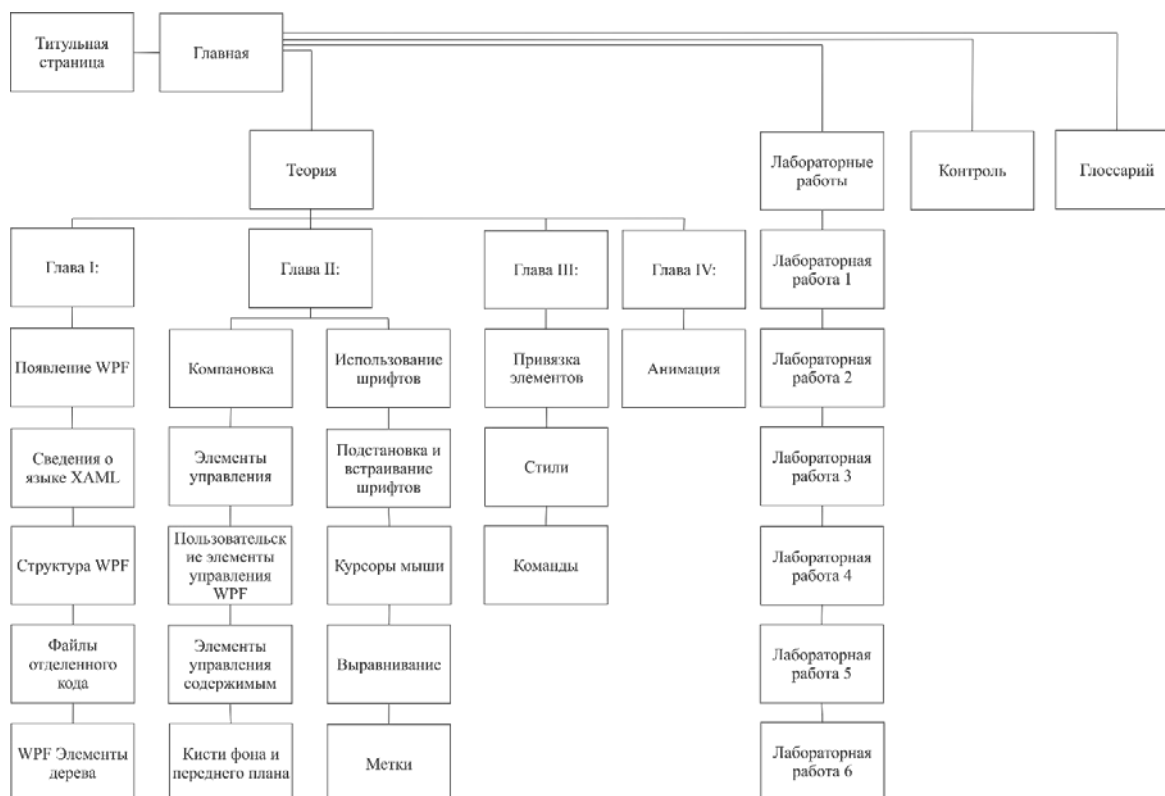 Титульная
страница
Главная
Теория
Лабораторные
работы
Контроль
Глоссарий
Глава I:
Глава II:
Глава III:
Глава IV:
Лабораторная
работа 1
Появление WPF
Компановка
Использование
шрифтов
Привязка
элементов
Анимация
Лабораторная
работа 2
Сведения о
языке XAML
Элементы
управления
Подстановка и
встраивание
шрифтов
Стили
Лабораторная
работа 3
Структура WPF
Пользовательск
ие элементы
управления
WPF
Курсоры мыши
Команды
Лабораторная
работа 4
Файлы
отделенного
кода
Элементы
управления
содержимым
Выравнивание
Лабораторная
работа 5
WPF Элементы
дерева
Кисти фона и
переднего плана
Метки
Лабораторная
работа 6